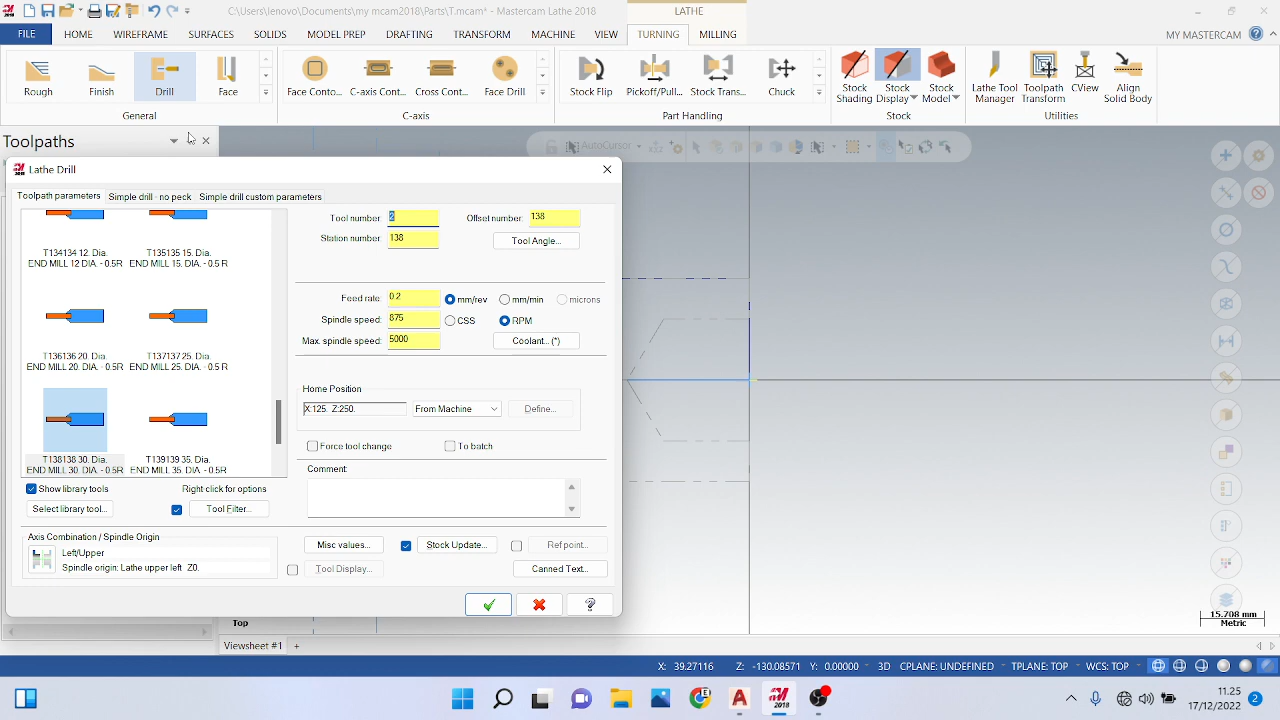 C:\Users\lenovo\Documents\my mcam2018\Parts\T.mcam* - Mastercam Lathe 2018
LATHE
FILE HOME WIREFRAME SURFACES SOLIDS MODEL PREP DRAFTING TRANSFORM MACHINE VIEW TURNING MILLING MY MASTERCAM
Rough Finish Drill Face Face Conto... C-axis Cont... Cross Cont... Face Drill Stock Flip Pickoff/Pull... Stock Trans... Chuck Stock Shading Stock Display Stock Model Lathe Tool Manager Toolpath Transform CView Align Solid Body
General C-axis Part Handling Stock Utilities
Toolpaths
AutoCursor
Lathe Drill
Toolpath parameters Simple drill - no peck Simple drill custom parameters
T134134 12. Dia. T135135 15. Dia.
END MILL 12 DIA. - 0.5R END MILL 15. DIA. - 0.5 R
T136136 20. Dia. T137137 25. Dia.
END MILL 20. DIA. - 0.5R END MILL 25. DIA. - 0.5R
T138138 30. Dia. T139139 35. Dia.
END MILL 30. DIA. - 0.5R END MILL 35. DIA. - 0.5R
Show library tools Right-click for options
Select library tool... Tool Filter...
Axis Combination / Spindle Origin
Left/Upper
Spindle origin: Lathe upper left Z0.
Tool number: 2 Offset number: 138
Station number: 138 Tool Angle...
Feed rate: 0.2 mm/rev mm/min microns
Spindle speed: 875 CSS RPM
Max. spindle speed: 5000 Coolant... (*)
Home Position
X:125. Z:250. From Machine Define...
Force tool change To batch
Comment:
Misc values... Stock Update... Ref point...
Tool Display... Canned Text...
Top
15.708 mm
Metric
Viewsheet #1 +
X: 39.27116 Z: -130.08571 Y: 0.00000 3D CPLANE: UNDEFINED TPLANE: TOP WCS: TOP
2018
11.25
17/12/2022
2